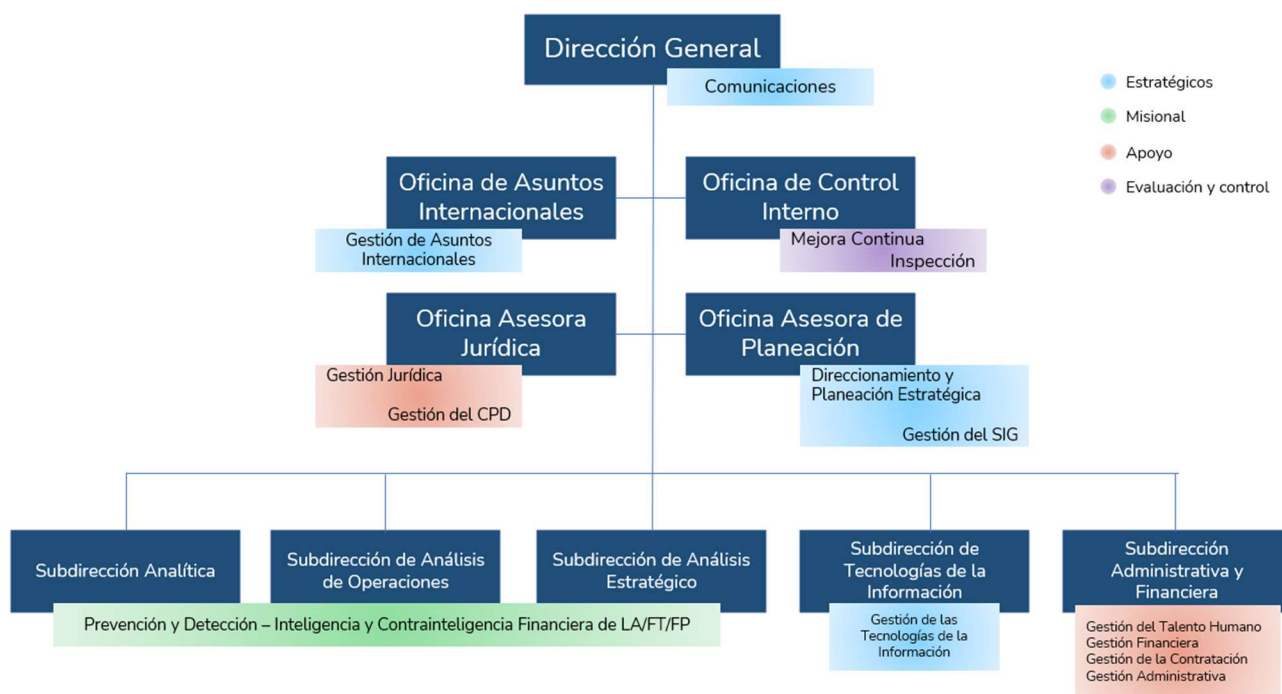 Dirección General
Comunicaciones
Estratégicos
Misional
Apoyo
Evaluación y control
Oficina de Asuntos
Internacionales
Gestión de Asuntos
Internacionales
Oficina de Control
Interno
Mejora Continua
Inspección
Oficina Asesora
Jurídica
Gestión Jurídica
Gestión del CPD
Oficina Asesora de
Planeación
Direccionamiento y
Planeación Estratégica
Gestión del SIG
Subdirección Analítica
Subdirección de Análisis
de Operaciones
Subdirección de Análisis
Estratégico
Prevención y Detección – Inteligencia y Contrainteligencia Financiera de LA/FT/FP
Subdirección de
Tecnologías de la
Información
Gestión de las
Tecnologías de la
Información
Subdirección
Administrativa y
Financiera
Gestión del Talento Humano
Gestión Financiera
Gestión de la Contratación
Gestión Administrativa